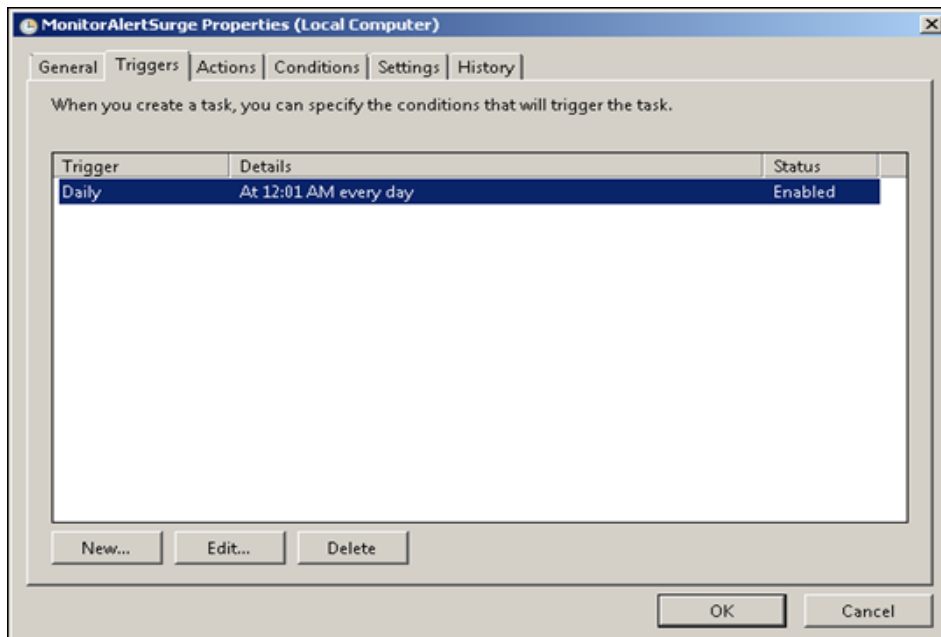 MonitorAlertSurge Properties (Local Computer)
General Triggers Actions Conditions Settings History
When you create a task, you can specify the conditions that will trigger the task.
Trigger Details Status
Daily At 12:01 AM every day Enabled
New... Edit... Delete
OK Cancel